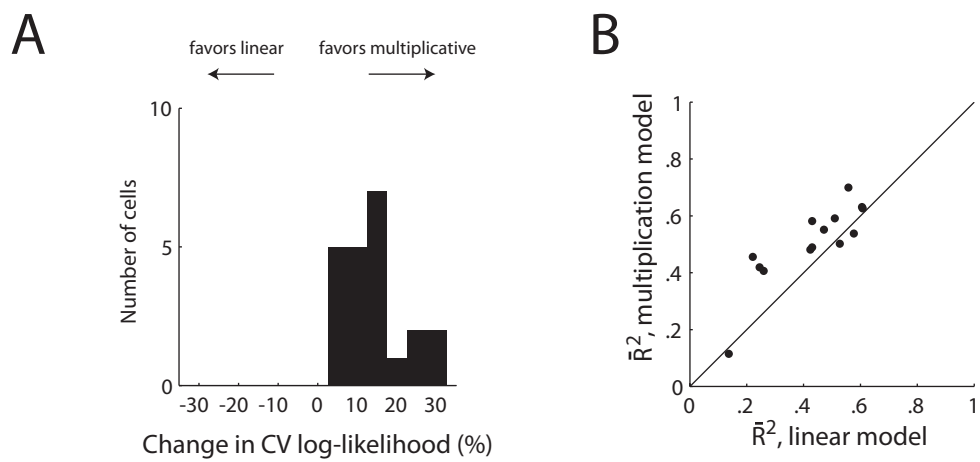 A
favors linear
favors multiplicative
10
5
0
Number of cells
-30 -20 -10 0 10 20 30
Change in CV log-likelihood (%)
B
1
.8
.6
.4
.2
0
R̄², multiplication model
0 .2 .4 .6 .8 1
R̄², linear model